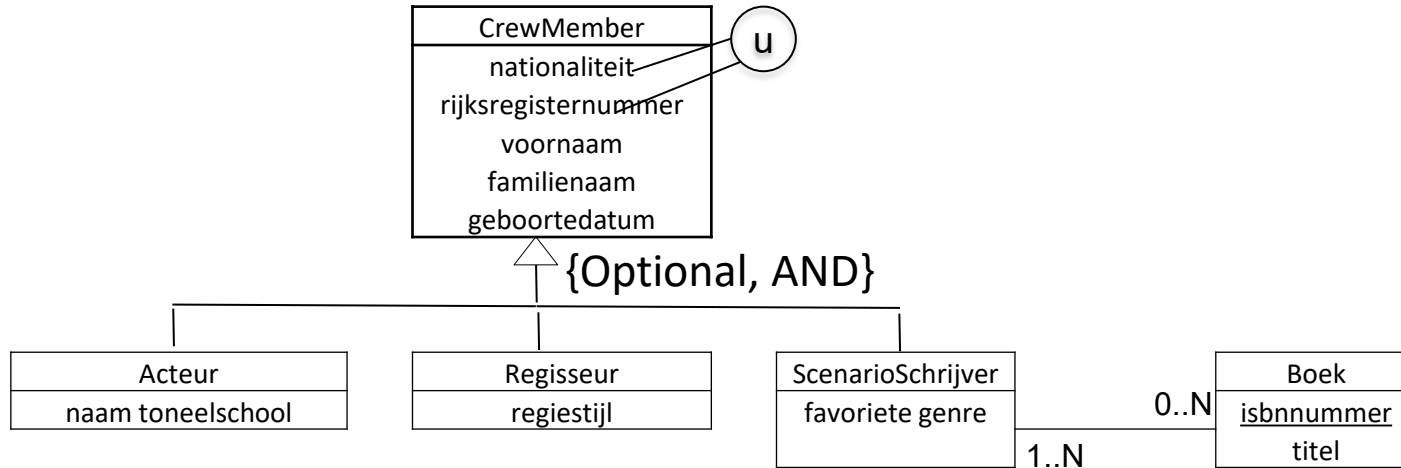 CrewMember
nationaliteit
rijksregisternummer
voornaam
familienaam
geboortedatum
u
{Optional, AND}
Acteur
naam toneelschool
Regisseur
regiestijl
ScenarioSchrijver
favoriete genre
1..N
0..N
Boek
isbnnummer
titel